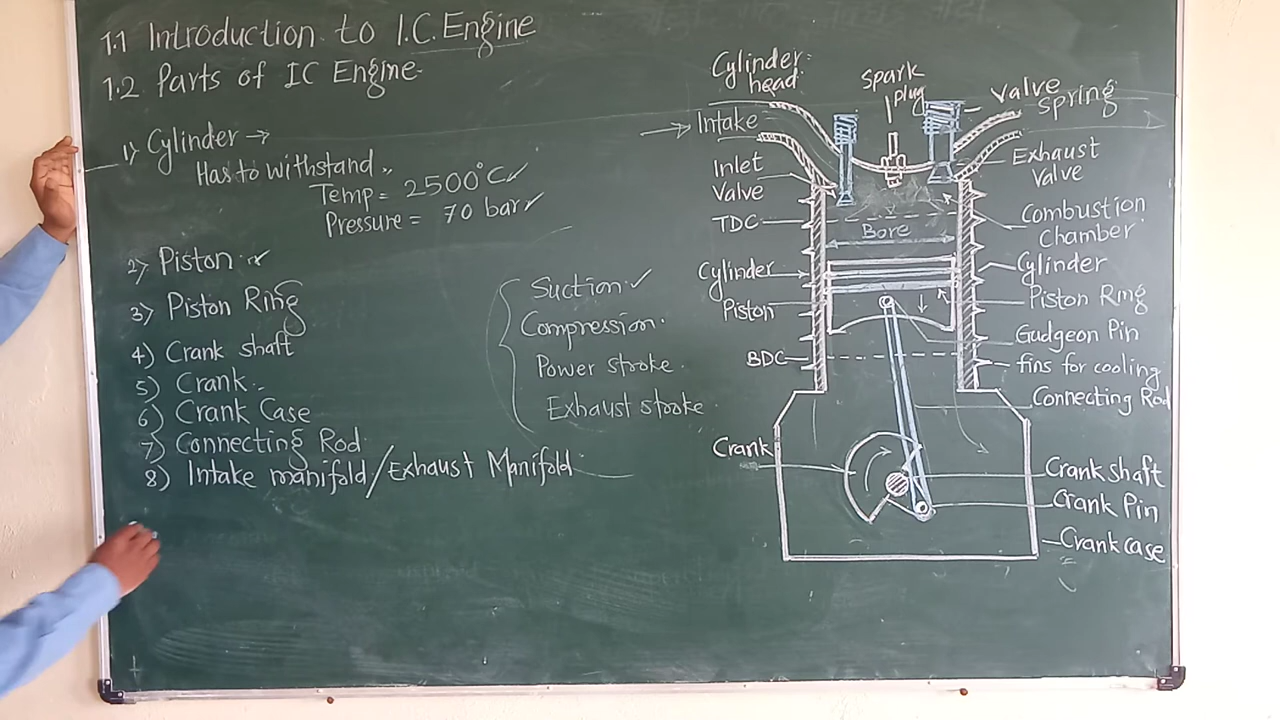 1.1 Introduction to I.C. Engine
1.2 Parts of IC Engine
1) Cylinder →
Has to withstand
Temp = 2500°C ✓
Pressure = 70 bar ✓
2) Piston ✓
3) Piston Ring
4) Crank shaft
5) Crank
6) Crank Case
7) Connecting Rod
8) Intake manifold/Exhaust Manifold
Suction ✓
Compression
Power stroke
Exhaust stroke
Cylinder
head
Spark
plug
Valve
Spring
Intake
Inlet
Valve
Exhaust
Valve
TDC
Bore
Combustion
Chamber
Cylinder
Cylinder
Piston
Piston Ring
Gudgeon Pin
BDC
fins for cooling
Connecting Rod
Crank
Crank shaft
Crank Pin
Crank case